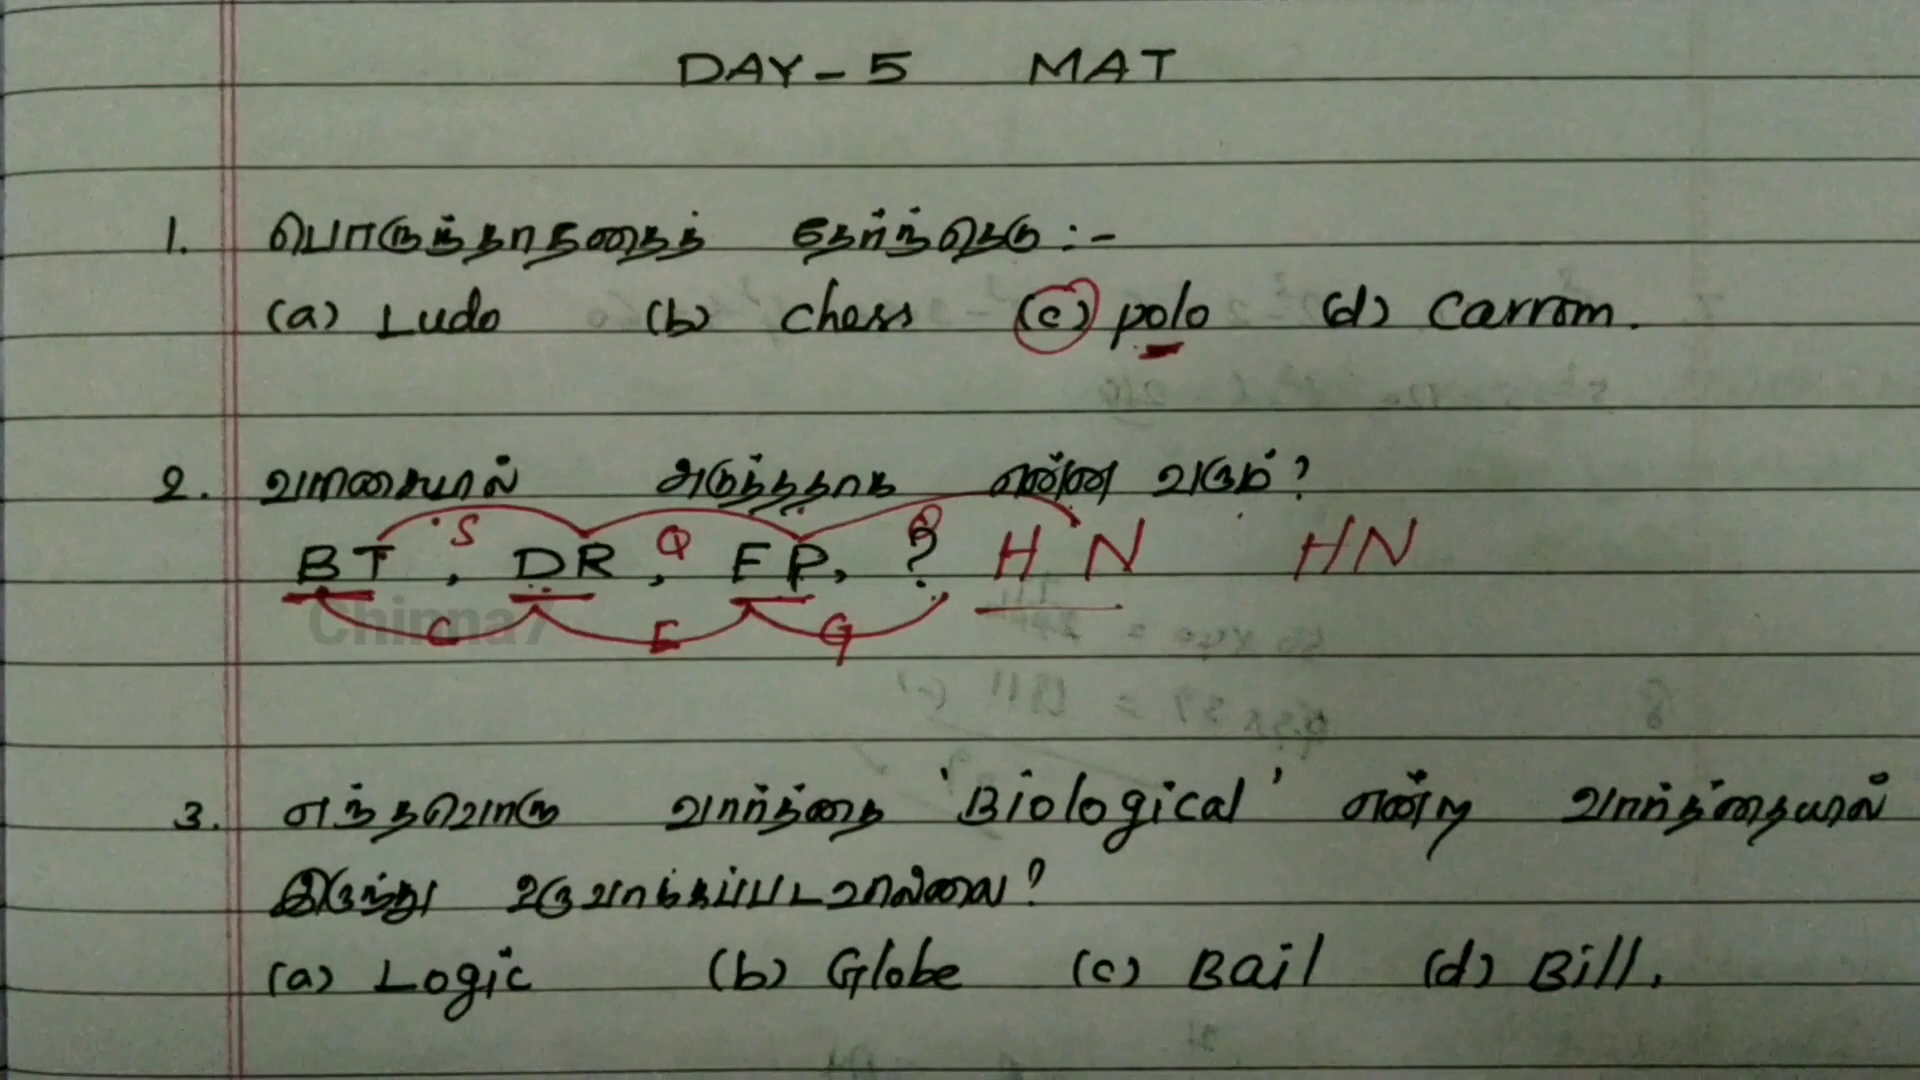 DAY - 5 MAT
1. பொருந்தாததைத் தேர்ந்தெடு :-
(a) Ludo (b) chess (c) polo (d) Carrom.
2. வரிசையில் அடுத்ததாக என்ன வரும்?
S Q
BT, DR, FP, ? HN HN
Chinna7
C E G
3. எந்தவொரு வார்த்தை 'Biological' என்ற வார்த்தையில்
இருந்து உருவாக்கப்படவில்லை?
(a) Logic (b) Globe (c) Bail (d) Bill.